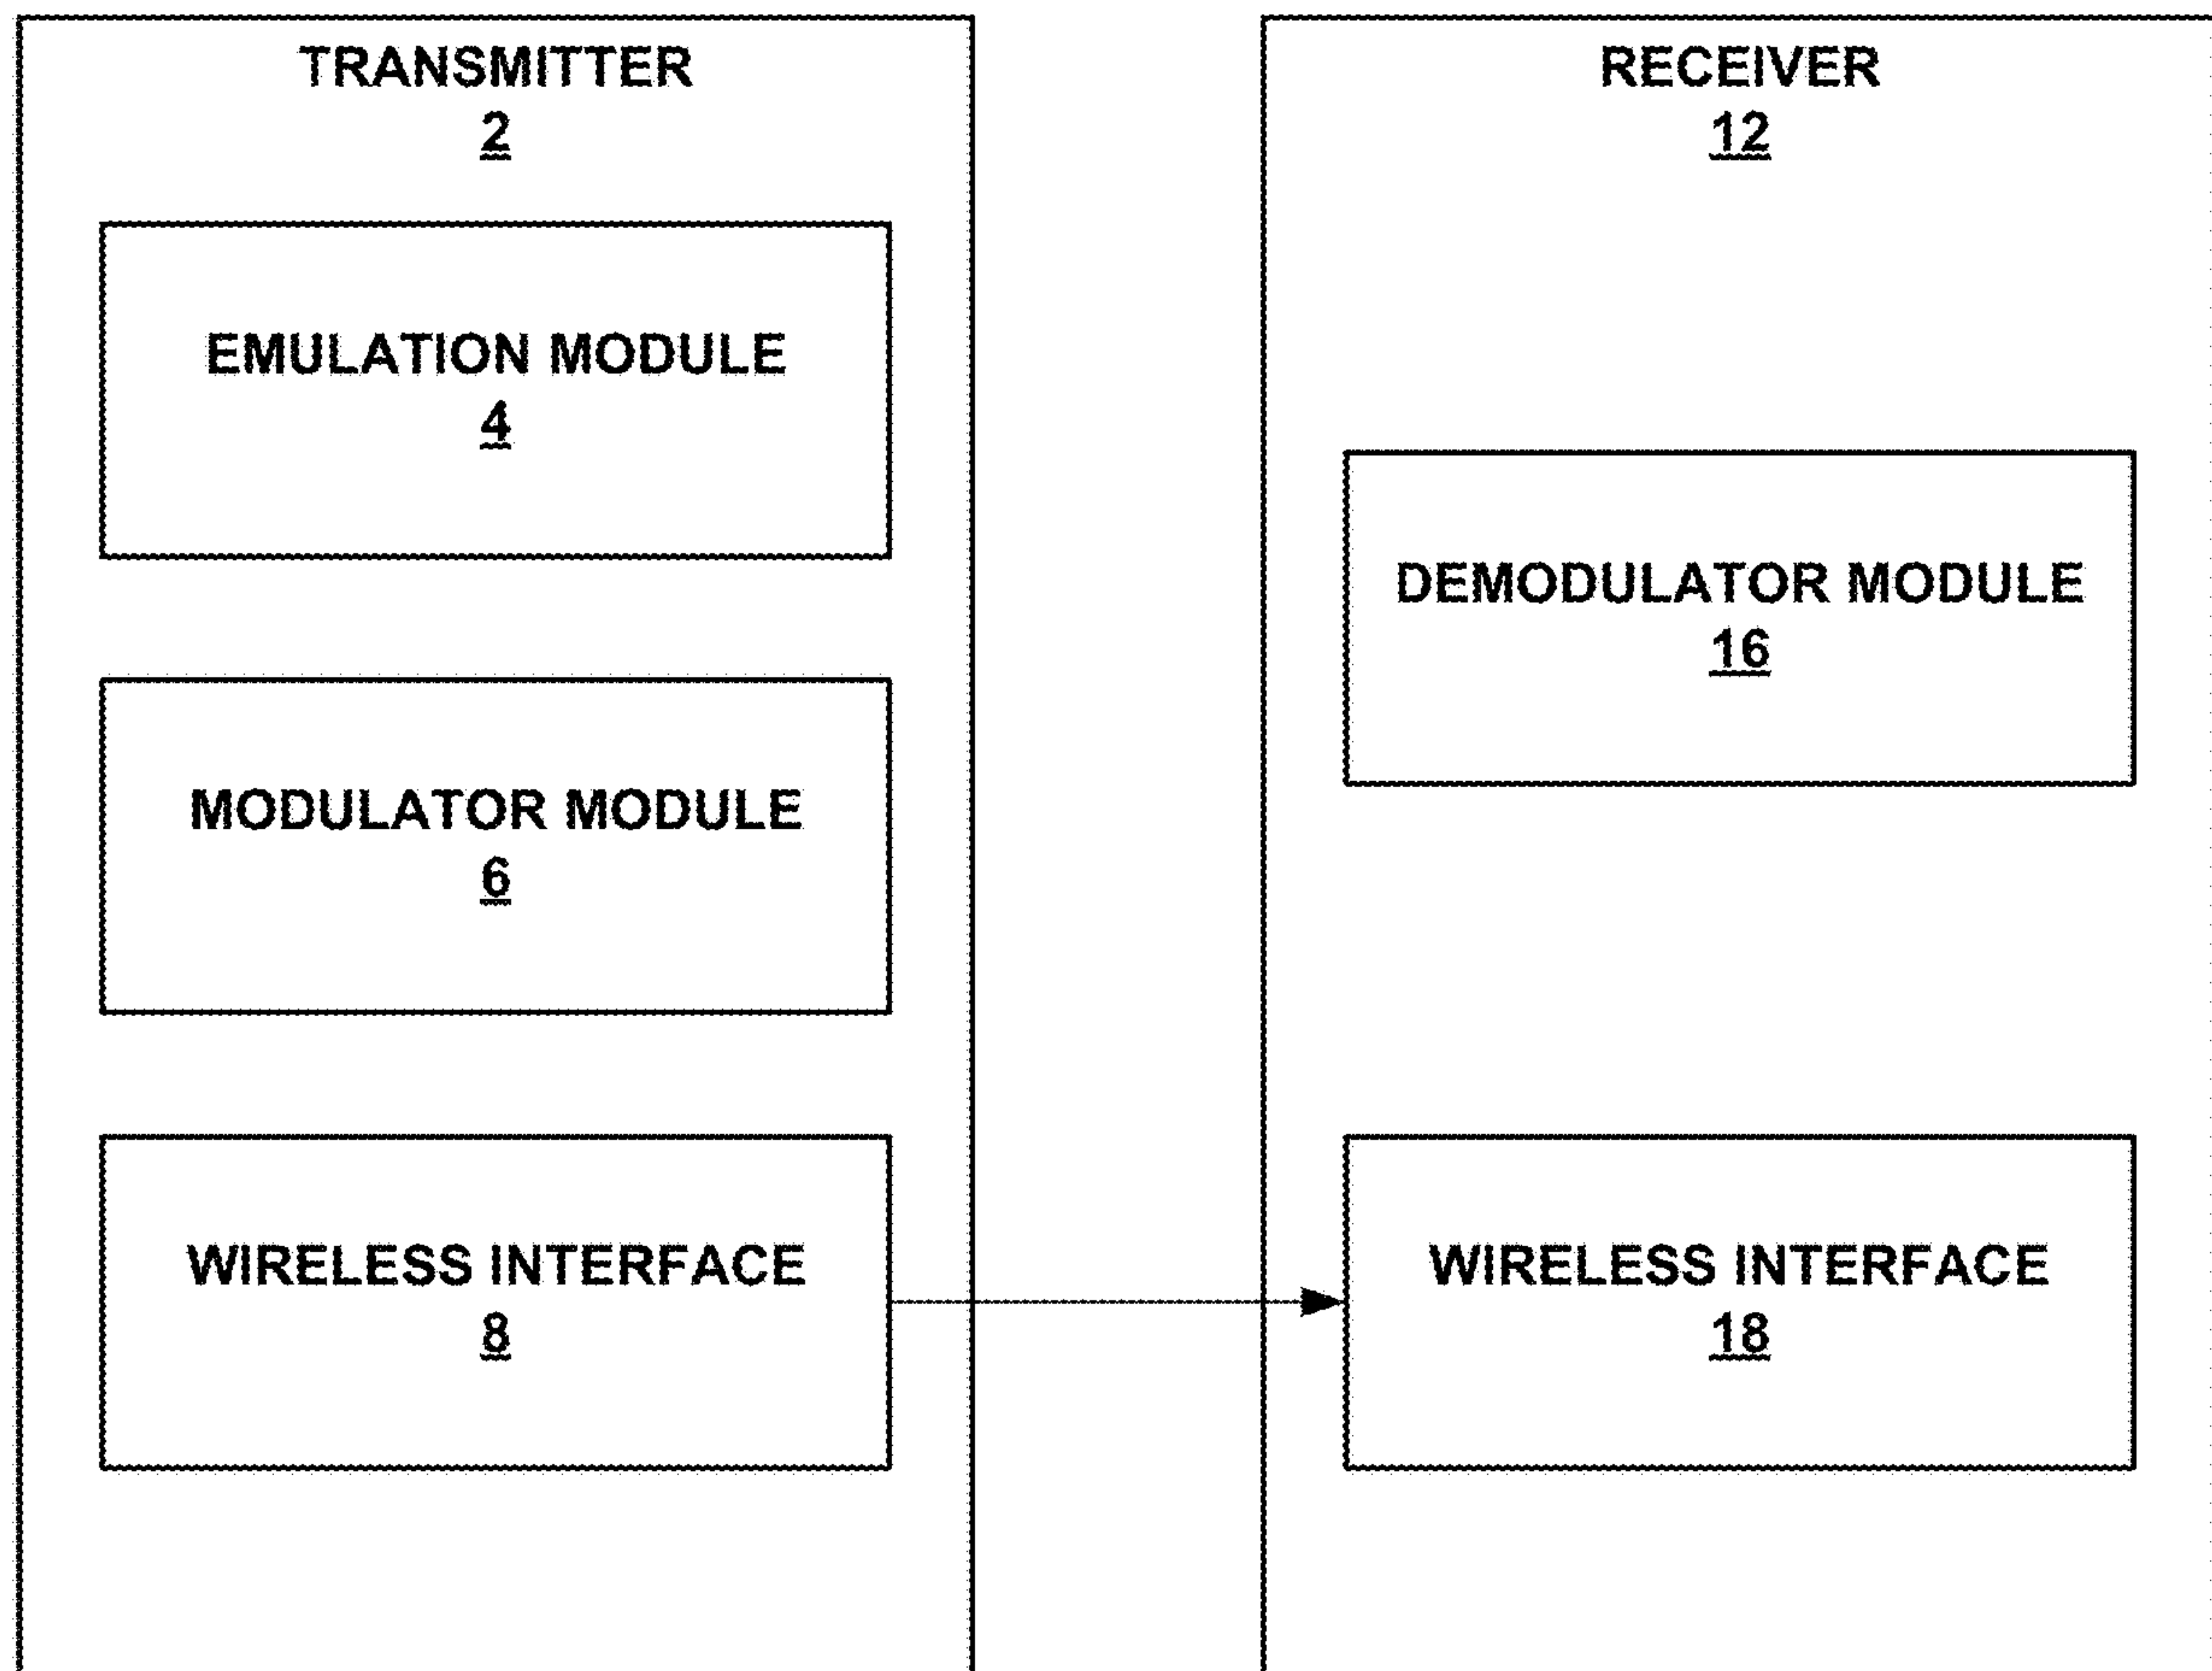 TRANSMITTER
2
EMULATION MODULE
4
MODULATOR MODULE
6
WIRELESS INTERFACE
8
RECEIVER
12
DEMODULATOR MODULE
16
WIRELESS INTERFACE
18